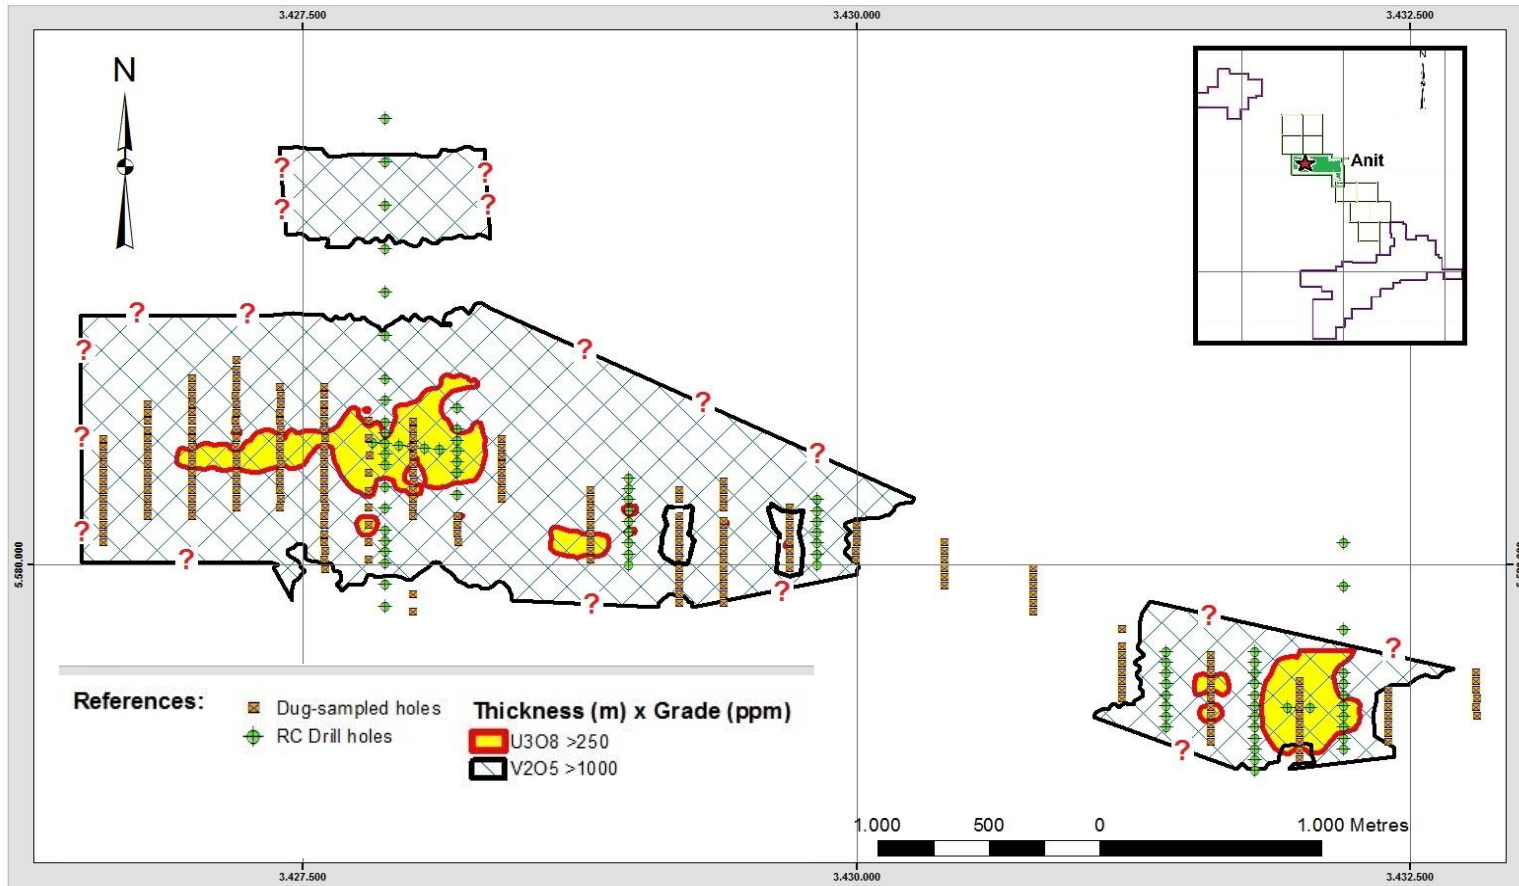 3.427.500 3.430.000 3.432.500
N
N
Anit
?
?
?
?
? ?
?
?
?
?
?
?
?
?
?
?
5.580.000
?
?
?
?
References:
Dug-sampled holes
RC Drill holes
Thickness (m) x Grade (ppm)
U3O8 >250
V2O5 >1000
1.000 500 0 1.000 Metres
3.427.500 3.430.000 3.432.500